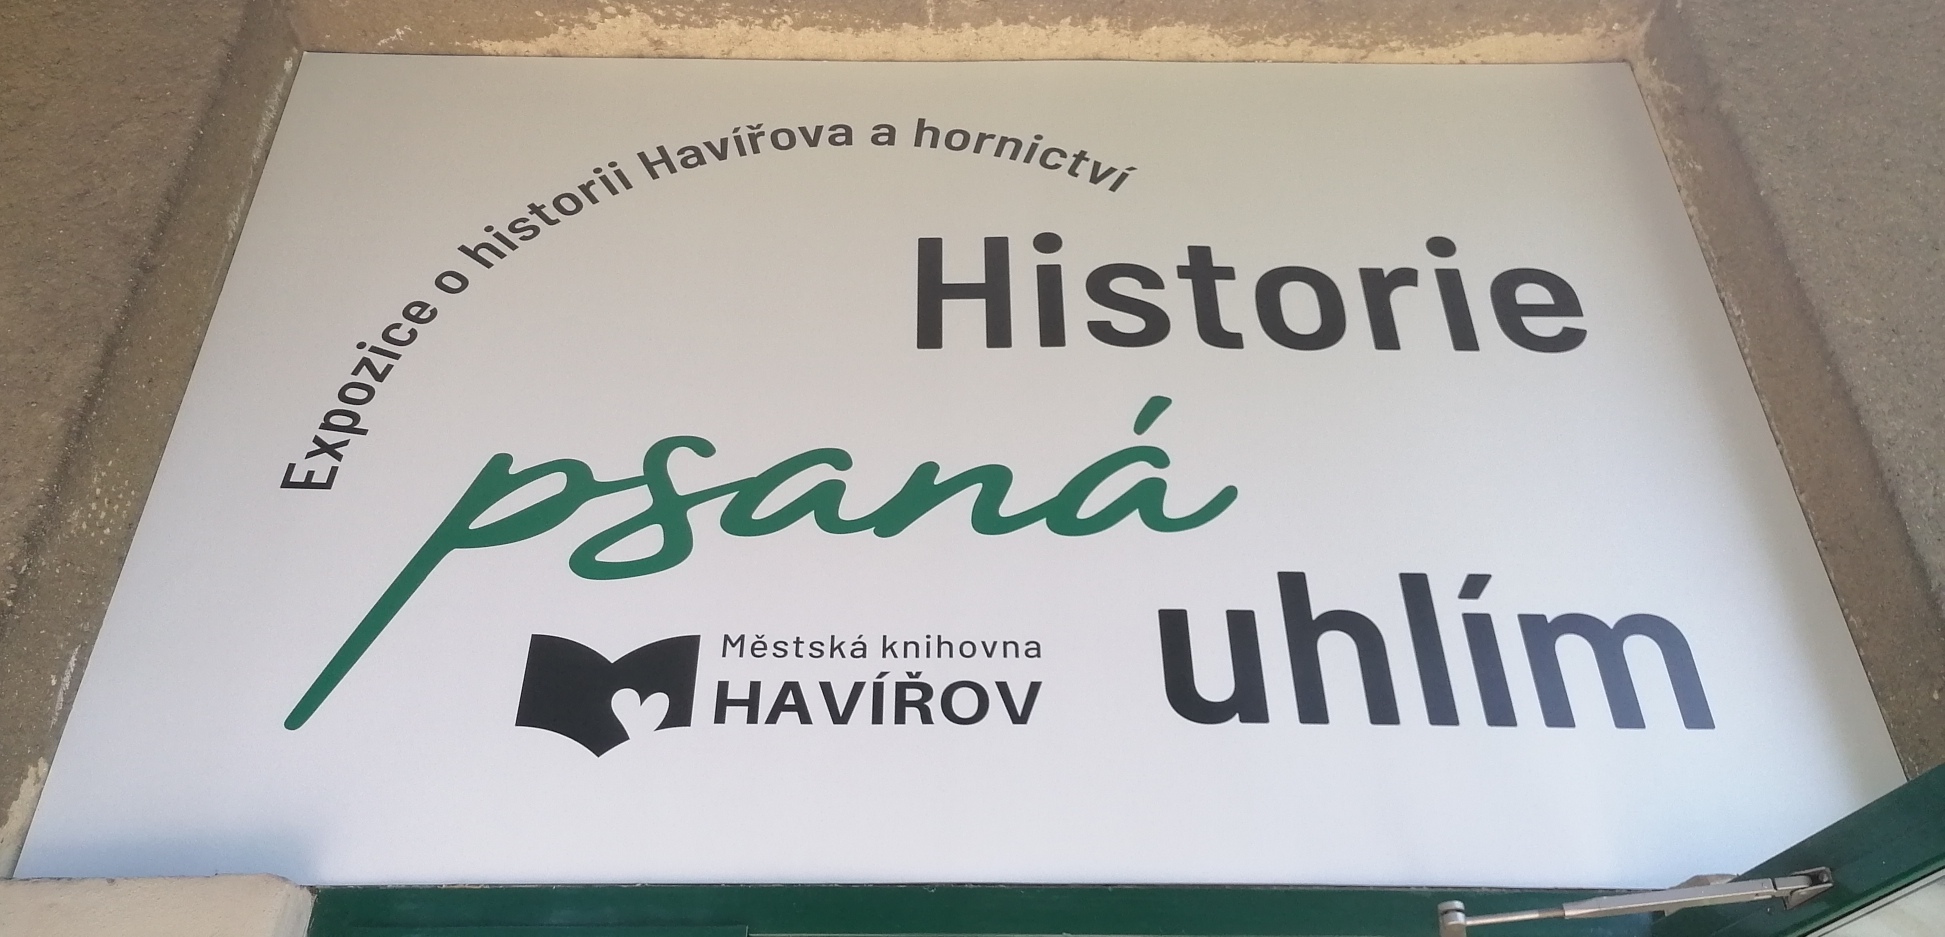 Expozice o historii Havířova a hornictví
Historie
psaná
uhlím
Městská knihovna
HAVÍŘOV